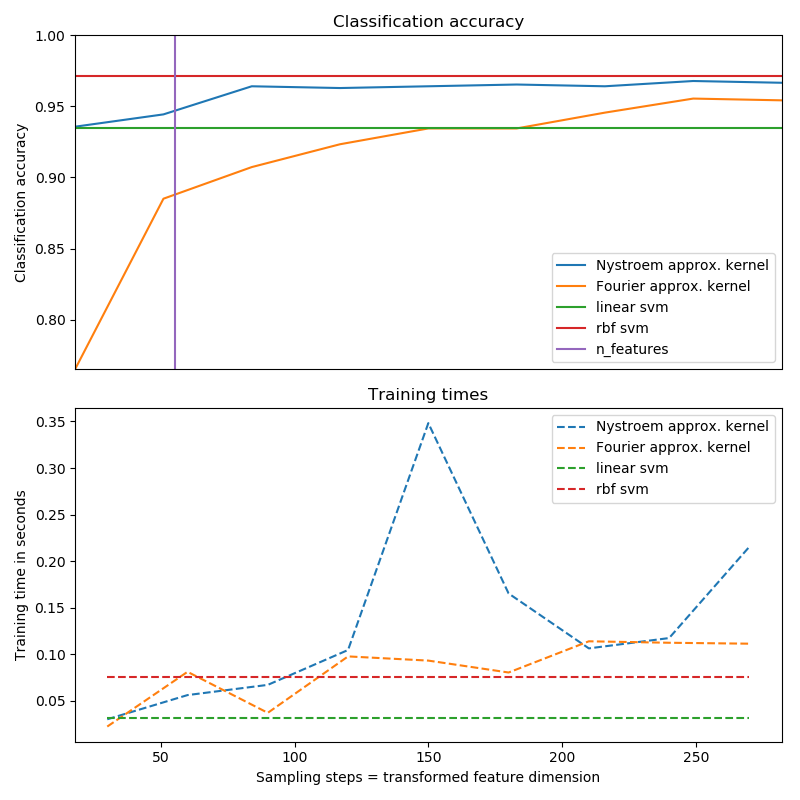 Classification accuracy
1.00
0.95
0.90
0.85
0.80
Classification accuracy
Nystroem approx. kernel
Fourier approx. kernel
linear svm
rbf svm
n_features
Training times
0.35
0.30
0.25
0.20
0.15
0.10
0.05
Training time in seconds
Nystroem approx. kernel
Fourier approx. kernel
linear svm
rbf svm
50 100 150 200 250
Sampling steps = transformed feature dimension